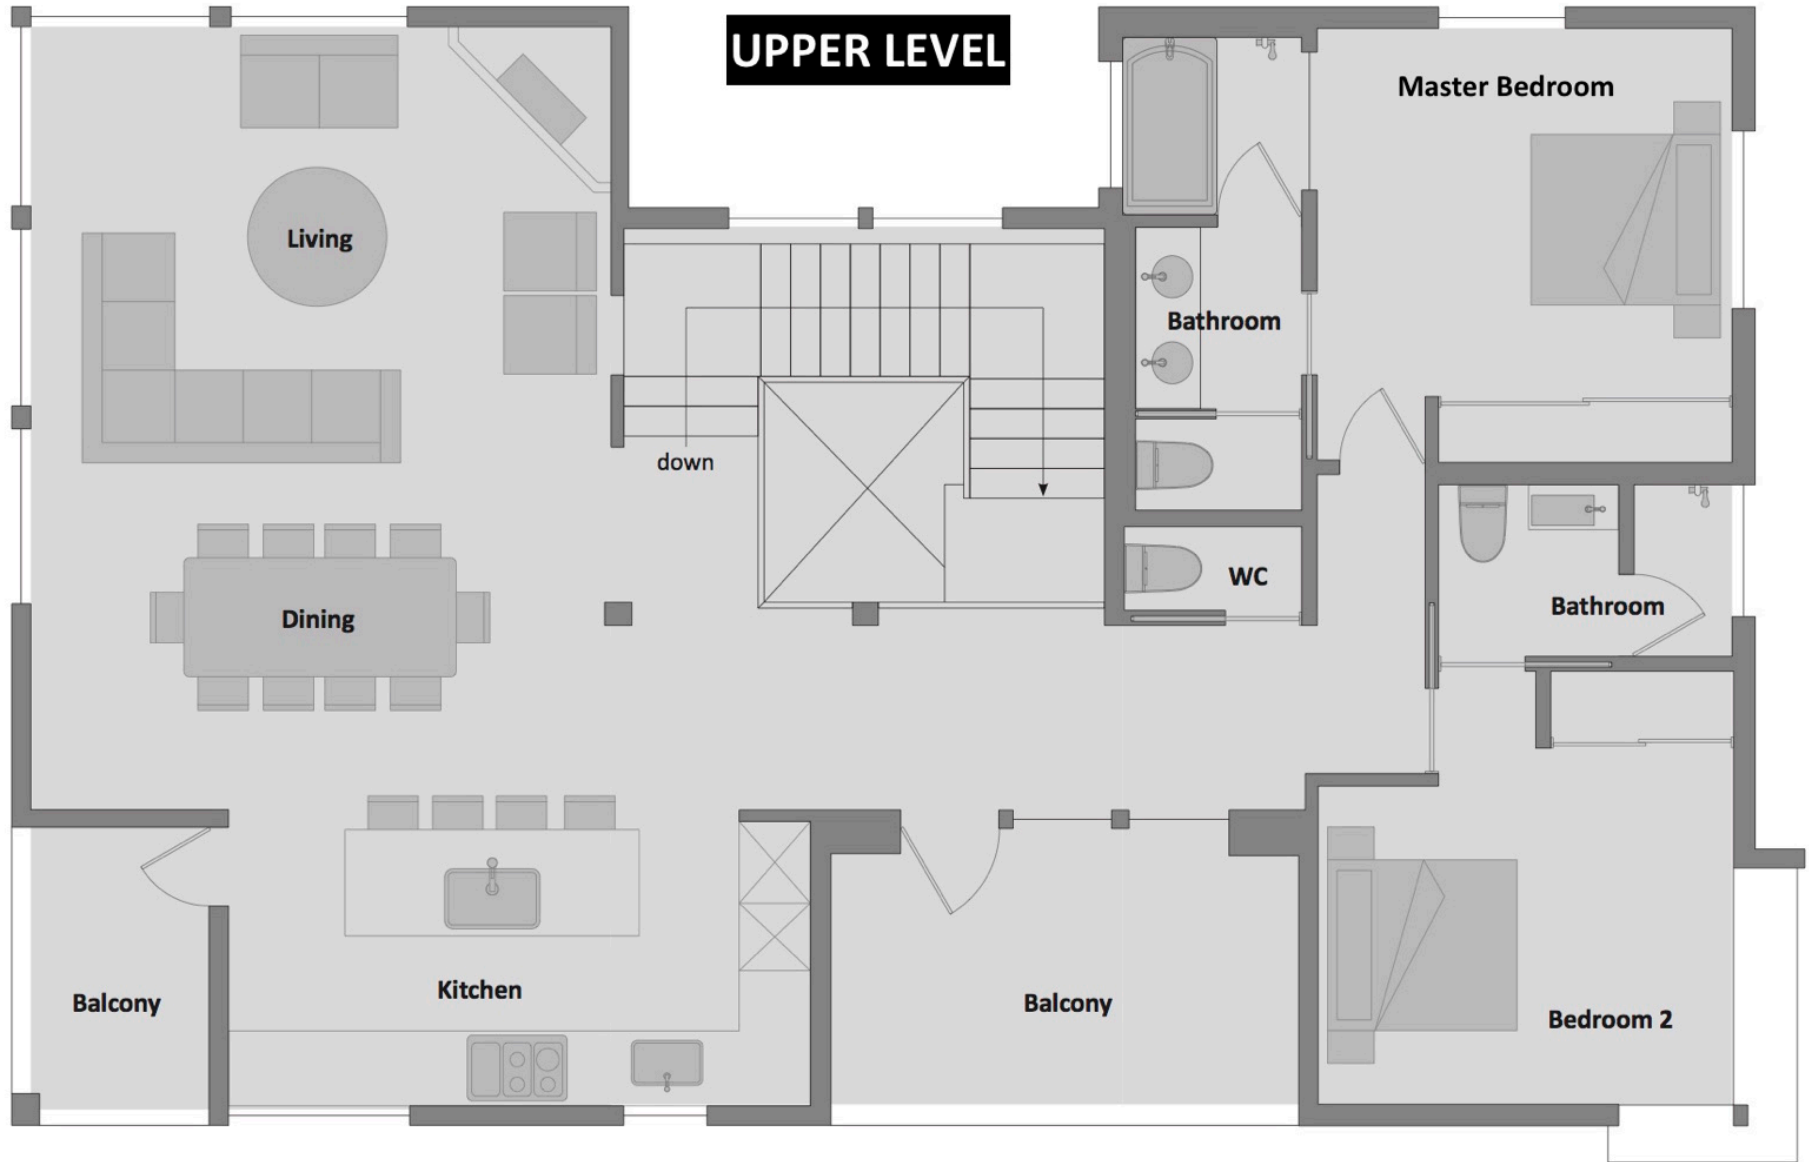 UPPER LEVEL
Master Bedroom
Living
Bathroom
down
WC
Bathroom
Dining
Kitchen
Balcony
Balcony
Bedroom 2